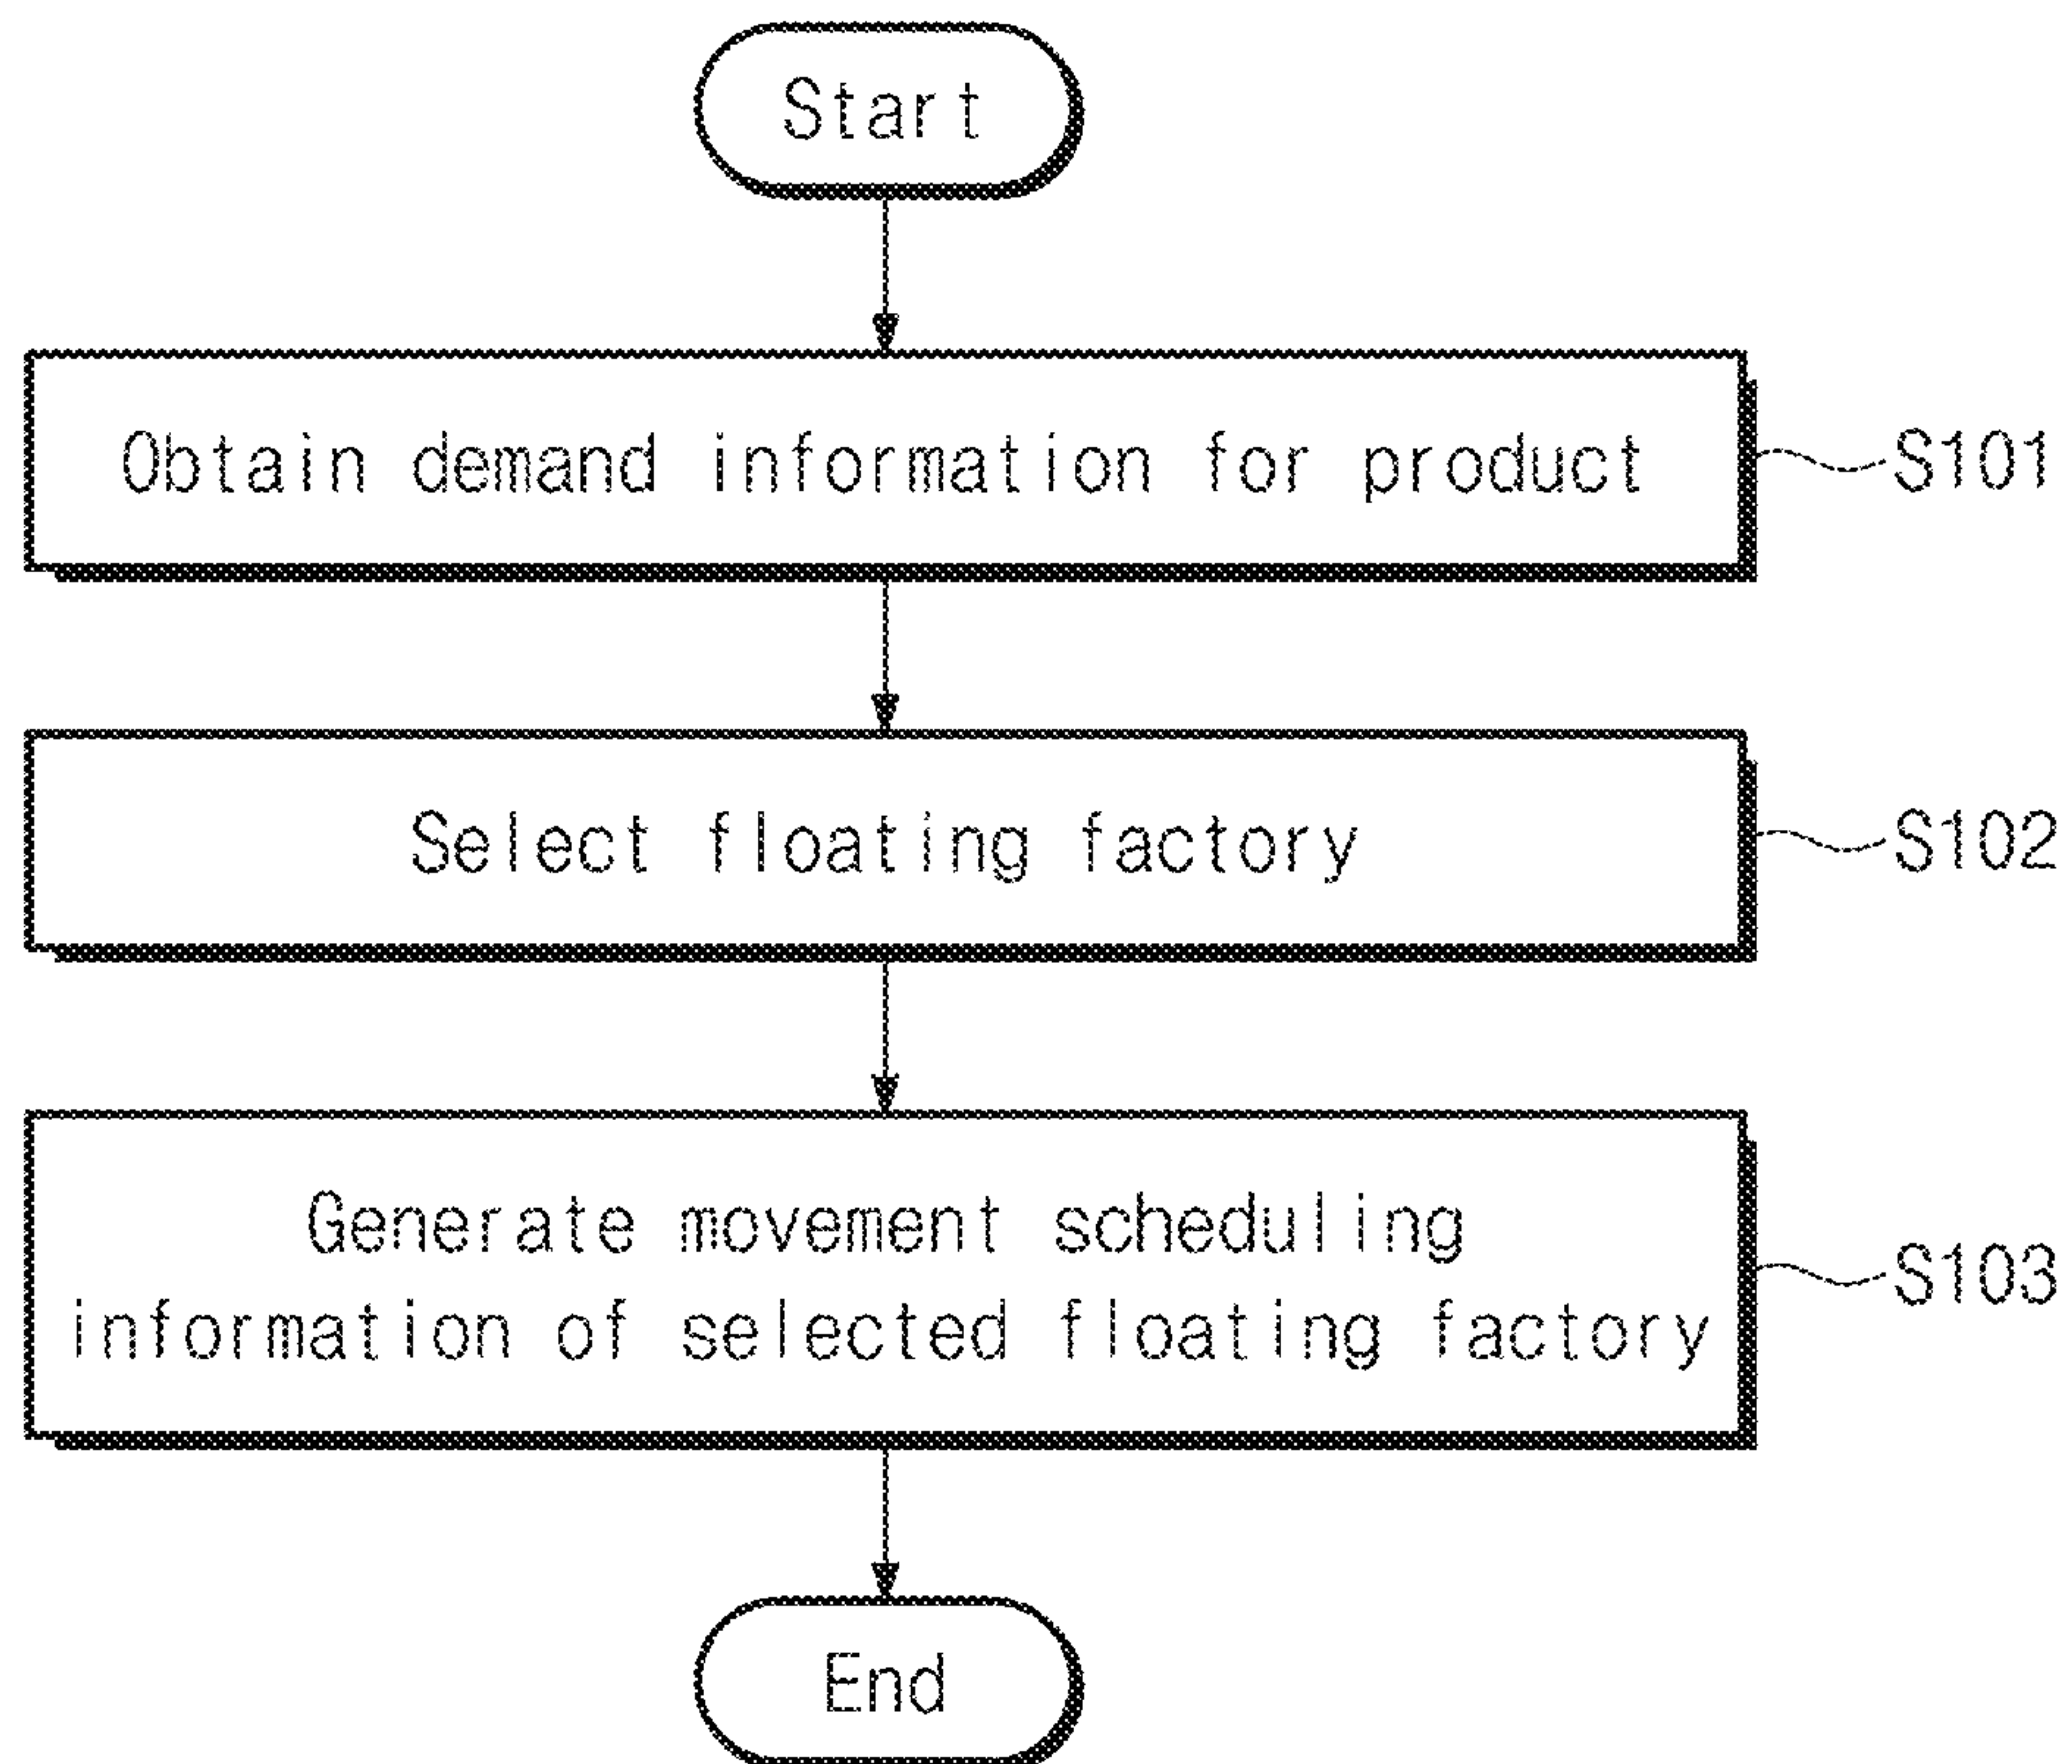 Start
Obtain demand information for product
S101
Select floating factory
S102
Generate movement scheduling
information of selected floating factory
S103
End